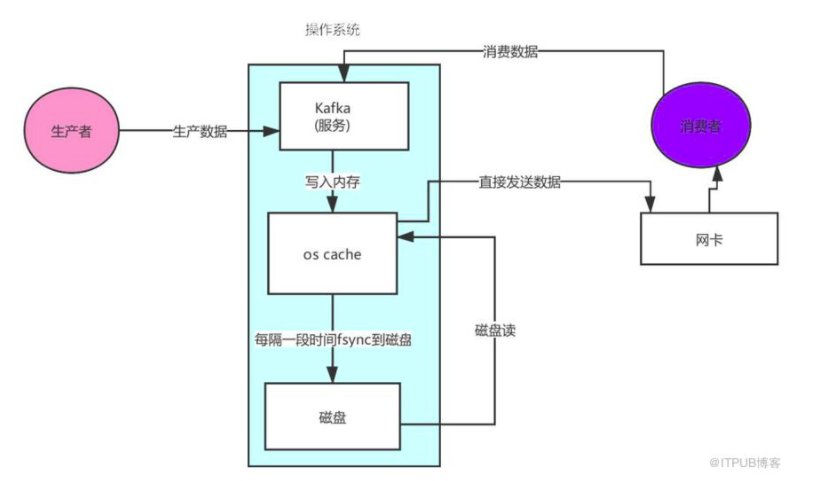 操作系统
消费数据
Kafka
(服务)
生产者
生产数据
消费者
写入内存
直接发送数据
os cache
网卡
每隔一段时间fsync到磁盘
磁盘读
磁盘
@ITPUB博客